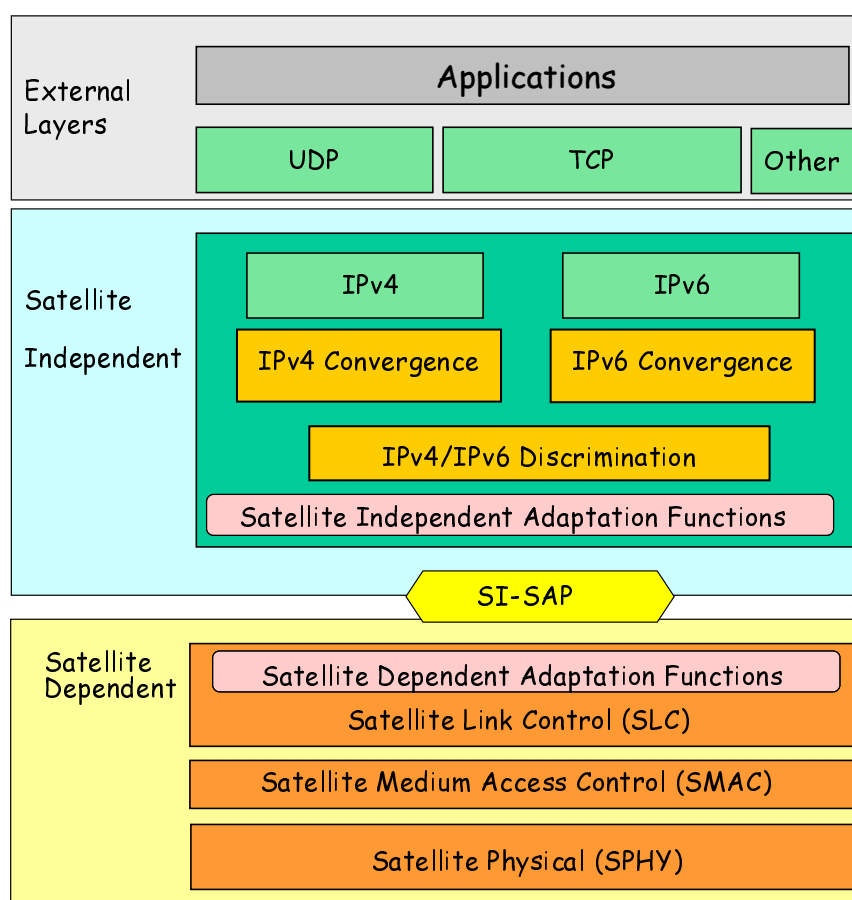 External
Layers
Applications
UDP
TCP
Other
Satellite
Independent
IPv4
IPv6
IPv4 Convergence
IPv6 Convergence
IPv4/IPv6 Discrimination
Satellite Independent Adaptation Functions
SI-SAP
Satellite
Dependent
Satellite Dependent Adaptation Functions
Satellite Link Control (SLC)
Satellite Medium Access Control (SMAC)
Satellite Physical (SPHY)